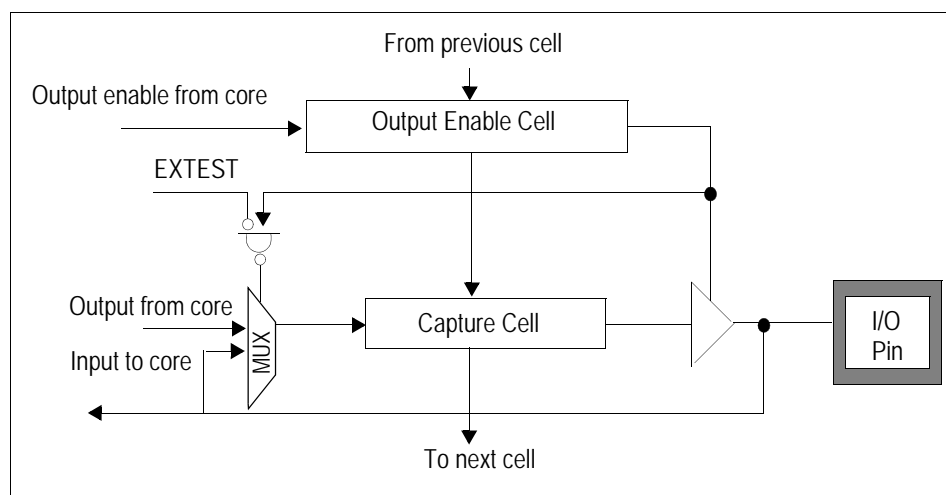 From previous cell
Output enable from core
Output Enable Cell
EXTEST
Output from core
Input to core
MUX
Capture Cell
I/O
Pin
To next cell